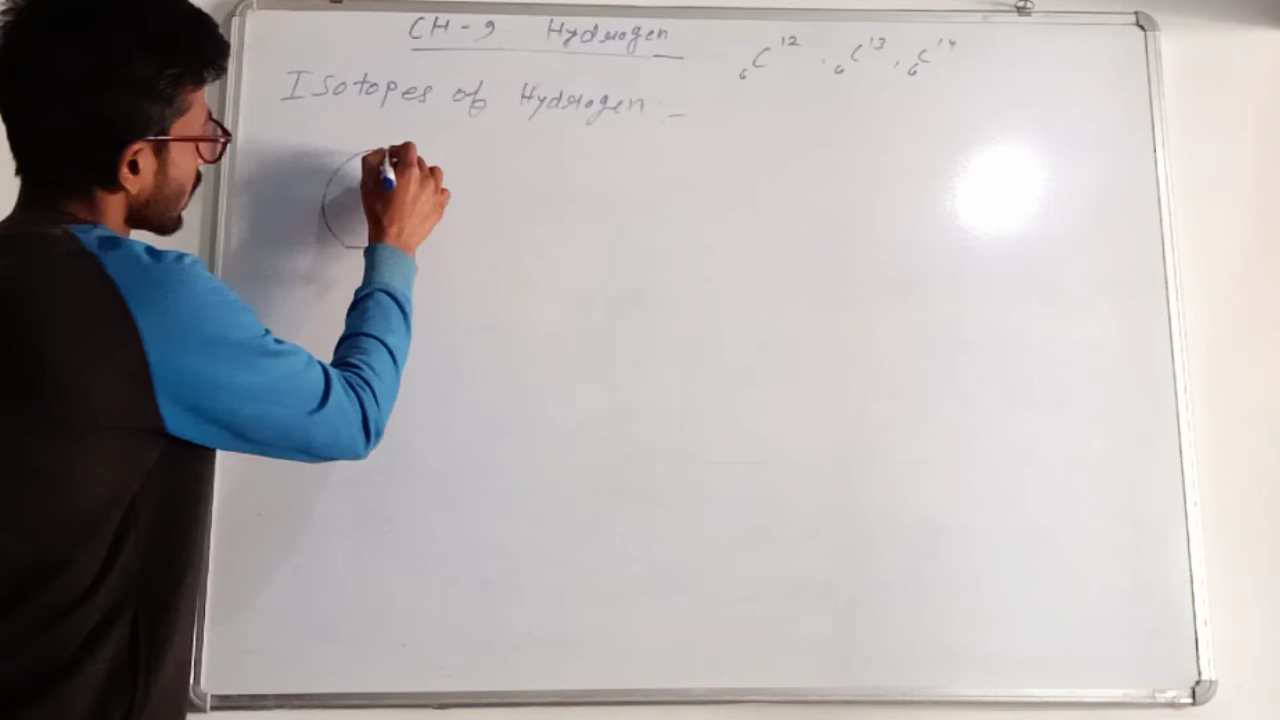 CH - 9 Hydrogen
₆C¹² , ₆C¹³ , ₆C¹⁴
Isotopes of Hydrogen -